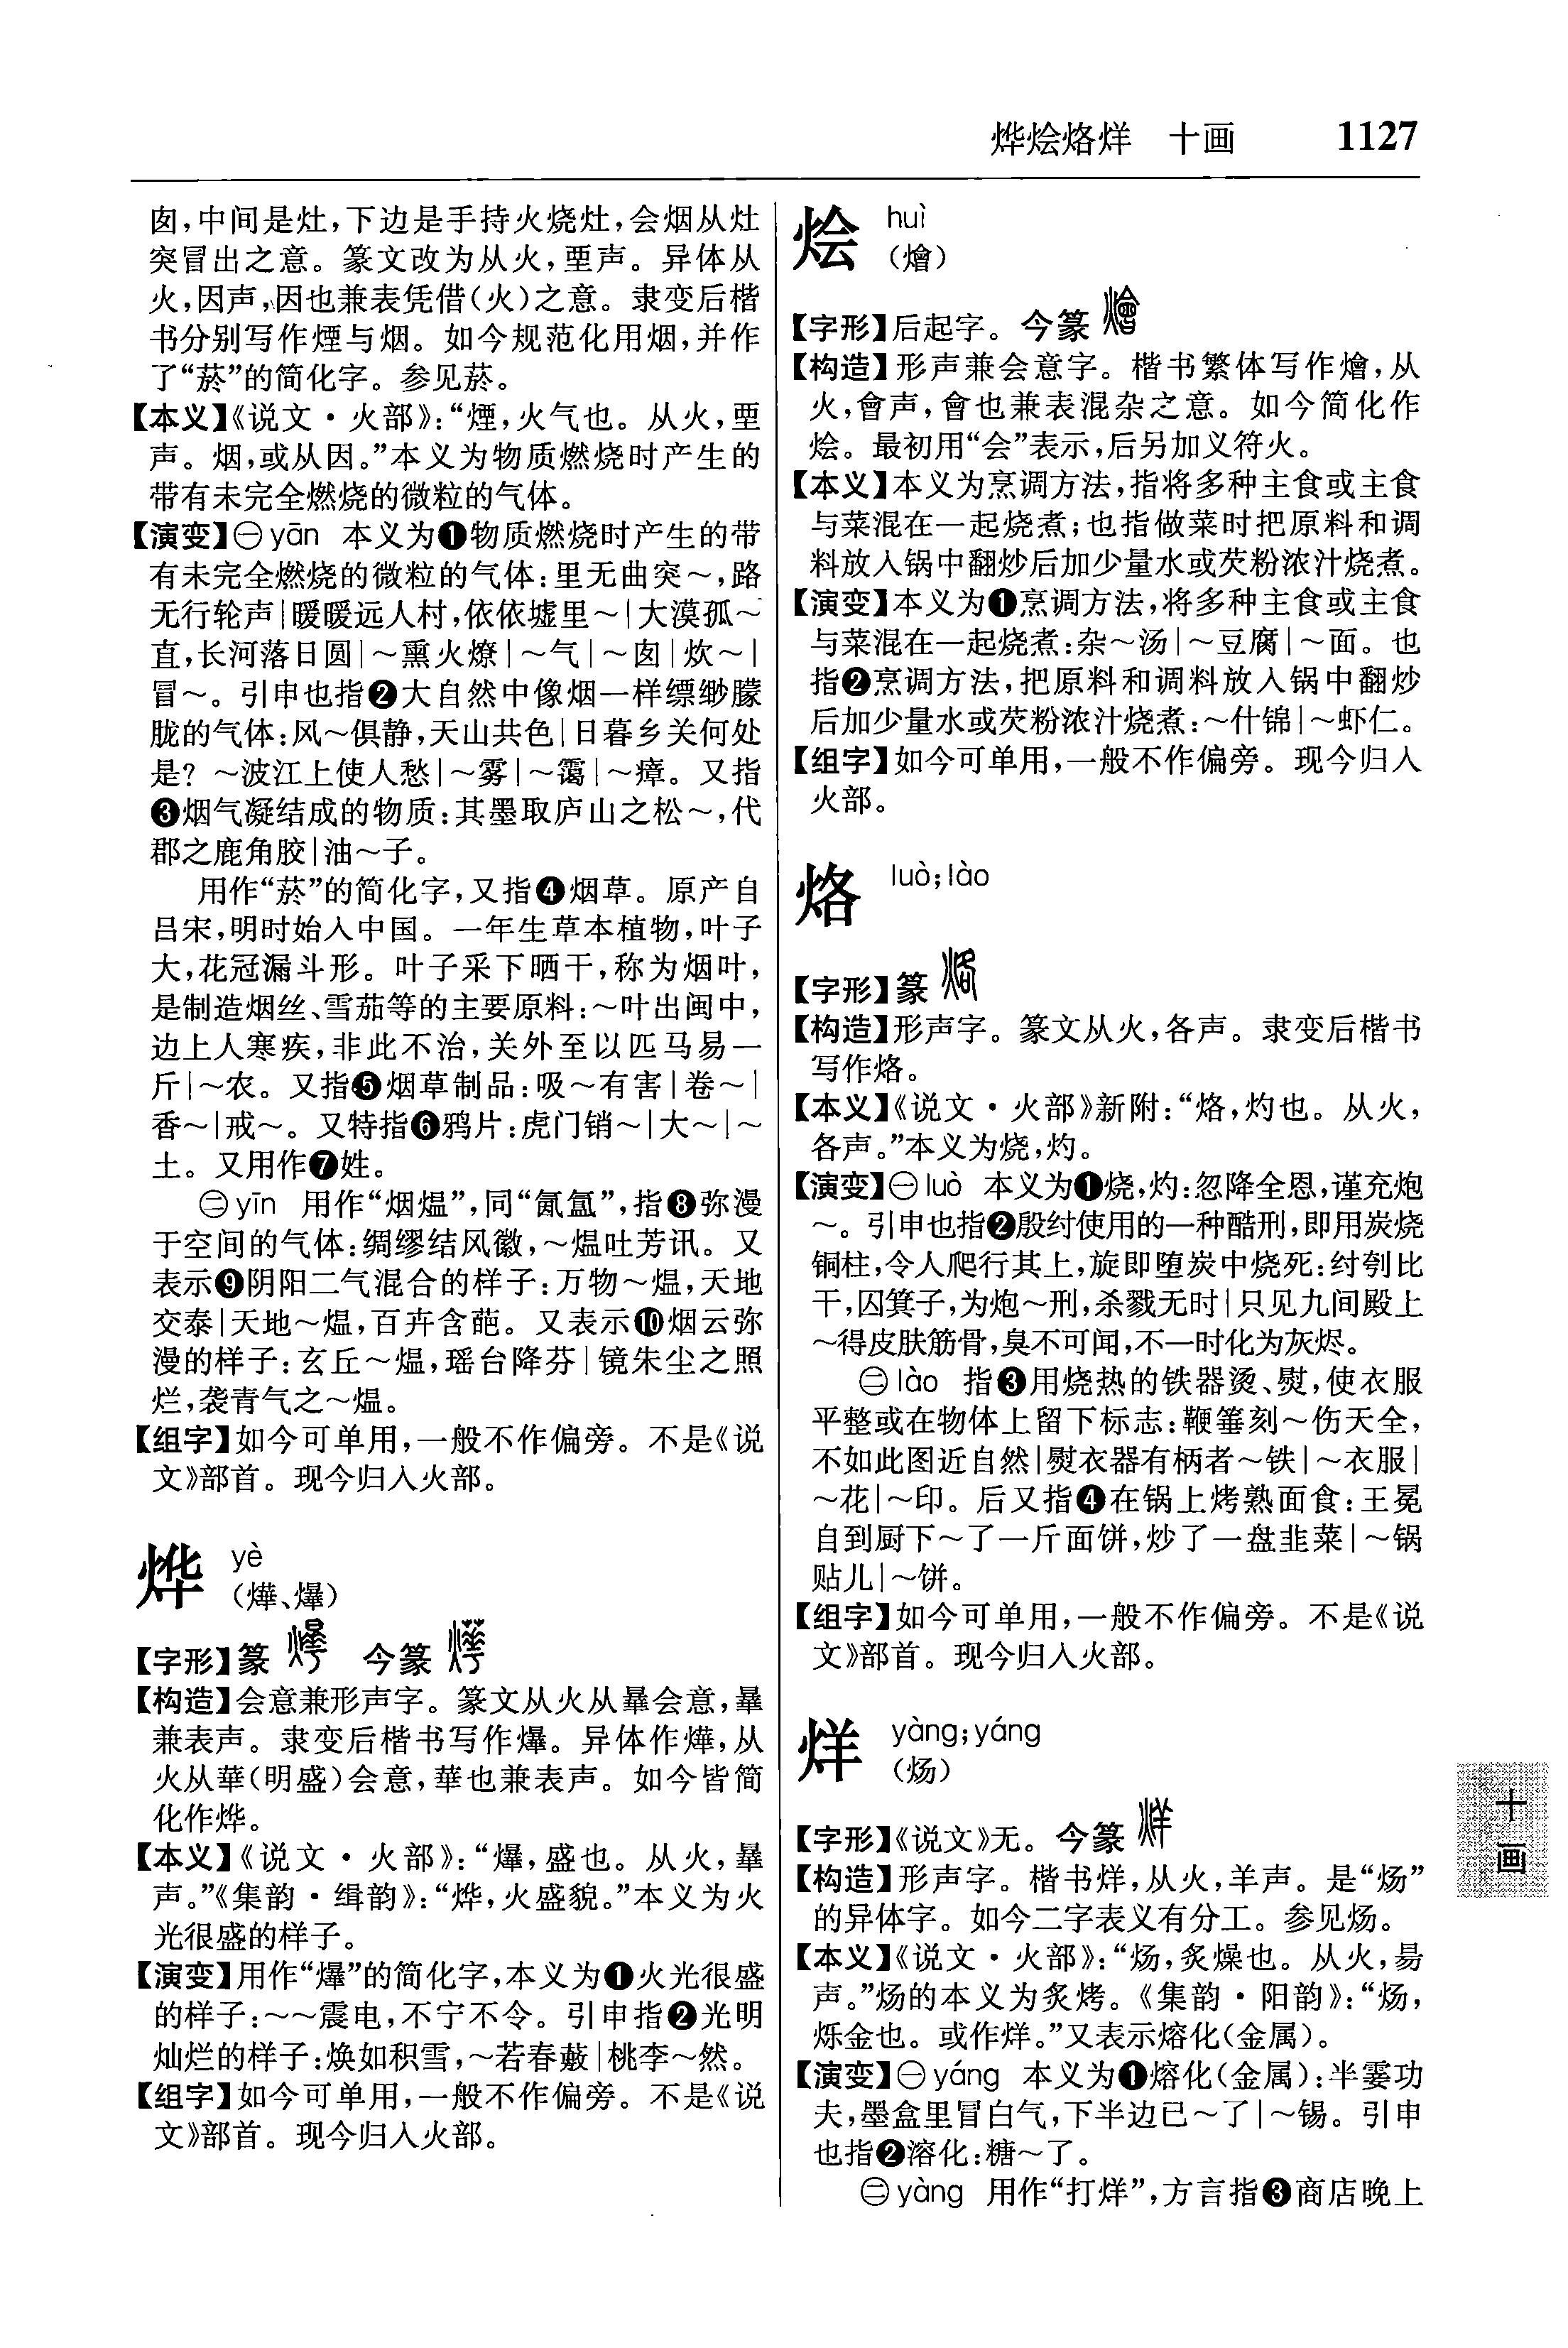 烨烩烙烊　十画　1127
囱,中间是灶,下边是手持火烧灶,会烟从灶
突冒出之意。篆文改为从火,垔声。异体从
火,因声,因也兼表凭借(火)之意。隶变后楷
书分别写作煙与烟。如今规范化用烟,并作
了“菸”的简化字。参见菸。
【本义】《说文·火部》:“煙,火气也。从火,垔
声。烟,或从因。”本义为物质燃烧时产生的
带有未完全燃烧的微粒的气体。
【演变】㊀yān 本义为❶物质燃烧时产生的带
有未完全燃烧的微粒的气体:里无曲突~,路
无行轮声|暖暖远人村,依依墟里~|大漠孤~
直,长河落日圆|~熏火燎|~气|~囱|炊~|
冒~。引申也指❷大自然中像烟一样缥缈朦
胧的气体:风~俱静,天山共色|日暮乡关何处
是?~波江上使人愁|~雾|~霭|~瘴。又指
❸烟气凝结成的物质:其墨取庐山之松~,代
郡之鹿角胶|油~子。
用作“菸”的简化字,又指❹烟草。原产自
吕宋,明时始入中国。一年生草本植物,叶子
大,花冠漏斗形。叶子采下晒干,称为烟叶,
是制造烟丝、雪茄等的主要原料:~叶出闽中,
边上人寒疾,非此不治,关外至以匹马易一
斤|~农。又指❺烟草制品:吸~有害|卷~|
香~|戒~。又特指❻鸦片:虎门销~|大~|~
土。又用作❼姓。
㊁yīn 用作“烟煴”,同“氤氲”,指❽弥漫
于空间的气体:绸缪结风徽,~煴吐芳讯。又
表示❾阴阳二气混合的样子:万物~煴,天地
交泰|天地~煴,百卉含葩。又表示❿烟云弥
漫的样子:玄丘~煴,瑶台降芬|镜朱尘之照
烂,袭青气之~煴。
【组字】如今可单用,一般不作偏旁。不是《说
文》部首。现今归入火部。
烨 yè
(燁、爗)
【字形】篆　今篆
【构造】会意兼形声字。篆文从火从曅会意,曅
兼表声。隶变后楷书写作爗。异体作燁,从
火从華(明盛)会意,華也兼表声。如今皆简
化作烨。
【本义】《说文·火部》:“爗,盛也。从火,曅
声。”《集韵·缉韵》:“烨,火盛貌。”本义为火
光很盛的样子。
【演变】用作“爗”的简化字,本义为❶火光很盛
的样子:~~震电,不宁不令。引申指❷光明
灿烂的样子:焕如积雪,~若春蕤|桃李~然。
【组字】如今可单用,一般不作偏旁。不是《说
文》部首。现今归入火部。
烩 huì
(燴)
【字形】后起字。今篆
【构造】形声兼会意字。楷书繁体写作燴,从
火,會声,會也兼表混杂之意。如今简化作
烩。最初用“会”表示,后另加义符火。
【本义】本义为烹调方法,指将多种主食或主食
与菜混在一起烧煮;也指做菜时把原料和调
料放入锅中翻炒后加少量水或芡粉浓汁烧煮。
【演变】本义为❶烹调方法,将多种主食或主食
与菜混在一起烧煮:杂~汤|~豆腐|~面。也
指❷烹调方法,把原料和调料放入锅中翻炒
后加少量水或芡粉浓汁烧煮:~什锦|~虾仁。
【组字】如今可单用,一般不作偏旁。现今归入
火部。
烙 luò;lào
【字形】篆
【构造】形声字。篆文从火,各声。隶变后楷书
写作烙。
【本义】《说文·火部》新附:“烙,灼也。从火,
各声。”本义为烧,灼。
【演变】㊀luò 本义为❶烧,灼:忽降全恩,谨充炮
~。引申也指❷殷纣使用的一种酷刑,即用炭烧
铜柱,令人爬行其上,旋即堕炭中烧死:纣刳比
干,囚箕子,为炮~刑,杀戮无时|只见九间殿上
~得皮肤筋骨,臭不可闻,不一时化为灰烬。
㊁lào 指❸用烧热的铁器烫、熨,使衣服
平整或在物体上留下标志:鞭箠刻~伤天全,
不如此图近自然|熨衣器有柄者~铁|~衣服|
~花|~印。后又指❹在锅上烤熟面食:王冕
自到厨下~了一斤面饼,炒了一盘韭菜|~锅
贴儿|~饼。
【组字】如今可单用,一般不作偏旁。不是《说
文》部首。现今归入火部。
烊 yàng;yáng
(炀)
【字形】《说文》无。今篆
【构造】形声字。楷书烊,从火,羊声。是“炀”
的异体字。如今二字表义有分工。参见炀。
【本义】《说文·火部》:“炀,炙燥也。从火,昜
声。”炀的本义为炙烤。《集韵·阳韵》:“炀,
烁金也。或作烊。”又表示熔化(金属)。
【演变】㊀yáng 本义为❶熔化(金属):半霎功
夫,墨盒里冒白气,下半边已~了|~锡。引申
也指❷溶化:糖~了。
㊁yàng 用作“打烊”,方言指❸商店晚上
十画